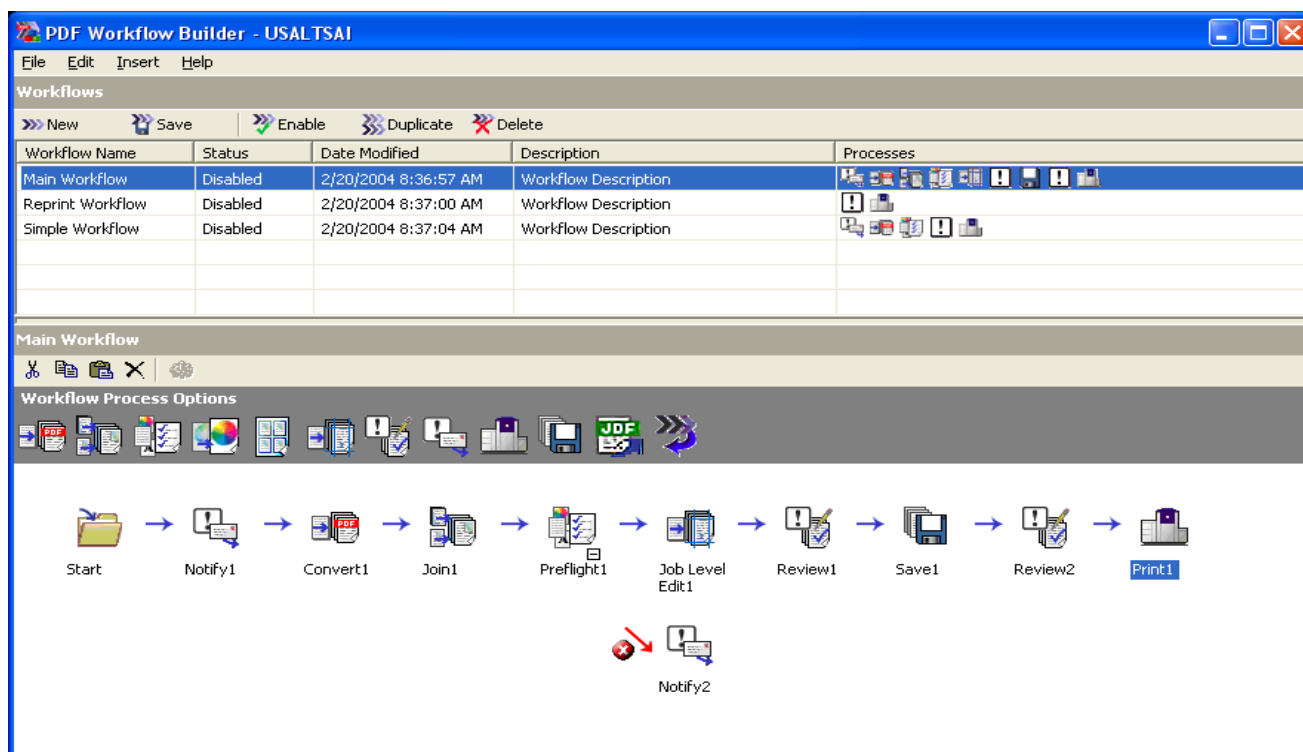 PDF Workflow Builder - USALTSAI
File Edit Insert Help
Workflows
New Save Enable Duplicate Delete
Workflow Name Status Date Modified Description Processes
Main Workflow Disabled 2/20/2004 8:36:57 AM Workflow Description
Reprint Workflow Disabled 2/20/2004 8:37:00 AM Workflow Description
Simple Workflow Disabled 2/20/2004 8:37:04 AM Workflow Description
Main Workflow
Workflow Process Options
PDF JDF
Start Notify1 Convert1 Join1 Preflight1 Job Level Review1 Save1 Review2 Print1
Edit1
Notify2